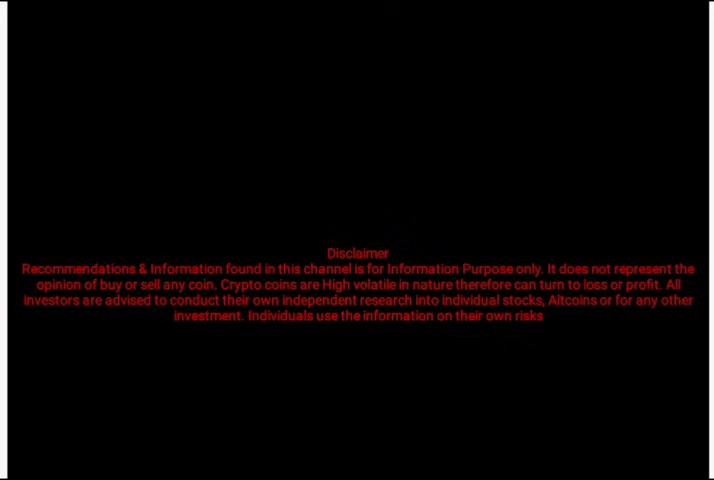 Disclaimer
Recommendations & Information found in this channel is for Information Purpose only. It does not represent the
opinion of buy or sell any coin. Crypto coins are High volatile in nature therefore can turn to loss or profit. All
investors are advised to conduct their own independent research into individual stocks, Altcoins or for any other
investment. Individuals use the information on their own risks